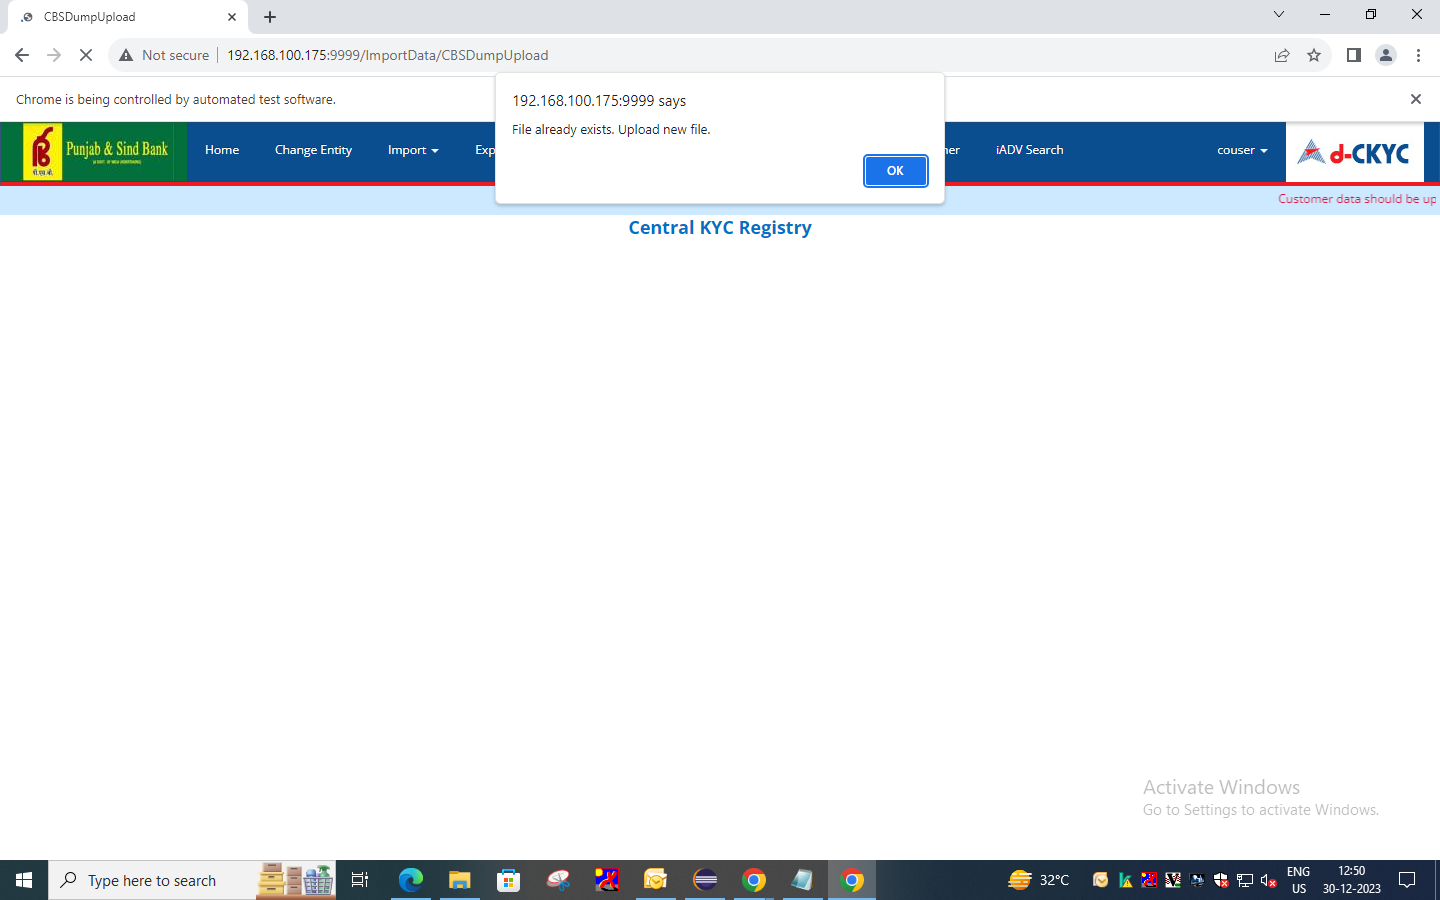 CBSDumpUpload
Not secure
192.168.100.175:9999/ImportData/CBSDumpUpload
Chrome is being controlled by automated test software.
192.168.100.175:9999 says
File already exists. Upload new file.
OK
पी.एस.बी.
Punjab & Sind Bank
Home
Change Entity
Import
Exp
ner
iADV Search
couser
d-CKYC
Customer data should be up
Central KYC Registry
Activate Windows
Go to Settings to activate Windows.
Type here to search
32°C
ENG
US
12:50
30-12-2023